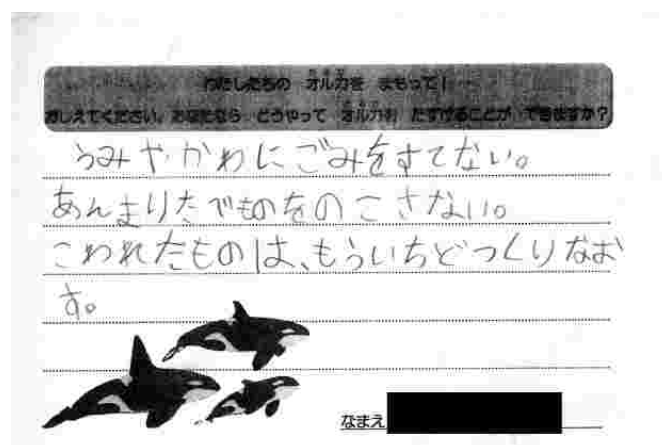 わたしたちの オルカを まもって!
おしえてください。あなたなら どうやって オルカを たすけることが できますか?
うみや かわにごみをすてない。
あんまりたべものをのこさない。
こわれたものは、もういちどつくりなお
す。
なまえ